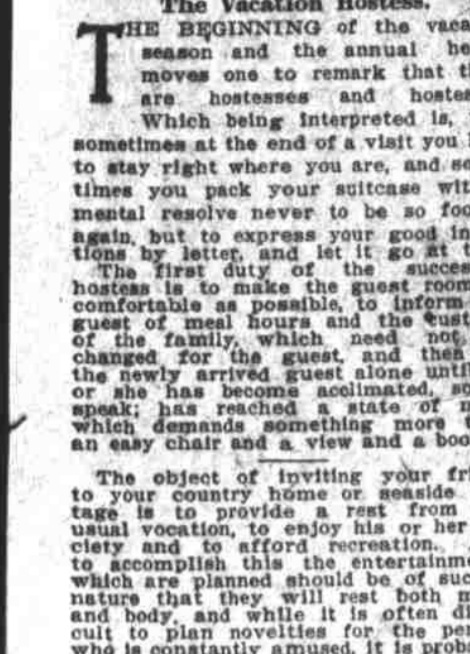 The Vacation Hostess.
THE BEGINNING of the vaca
season and the annual he
moves one to remark that t
are hostesses and hostes
Which being interpreted is,
sometimes at the end of a visit you
to stay right where you are, and so
times you pack your suitcase wit
mental resolve never to be so foo
again, but to express your good in
tions by letter, and let it go at t
The first duty of the succes
hostess is to make the guest room
comfortable as possible, to inform
guest of meal hours and the cust
of the family, which need not
changed for the guest, and then
the newly arrived guest alone unti
or she has become acclimated, so
speak; has reached a state of m
which demands something more t
an easy chair and a view and a boo
The object of inviting your fri
to your country home or seaside
tage is to provide a rest from
usual vocation, to enjoy his or her
ciety and to afford recreation.
to accomplish this the entertainme
which are planned should be of suc
nature that they will rest both m
and body, and while it is often di
cult to plan novelties for the per
who is constantly amused, it is prob